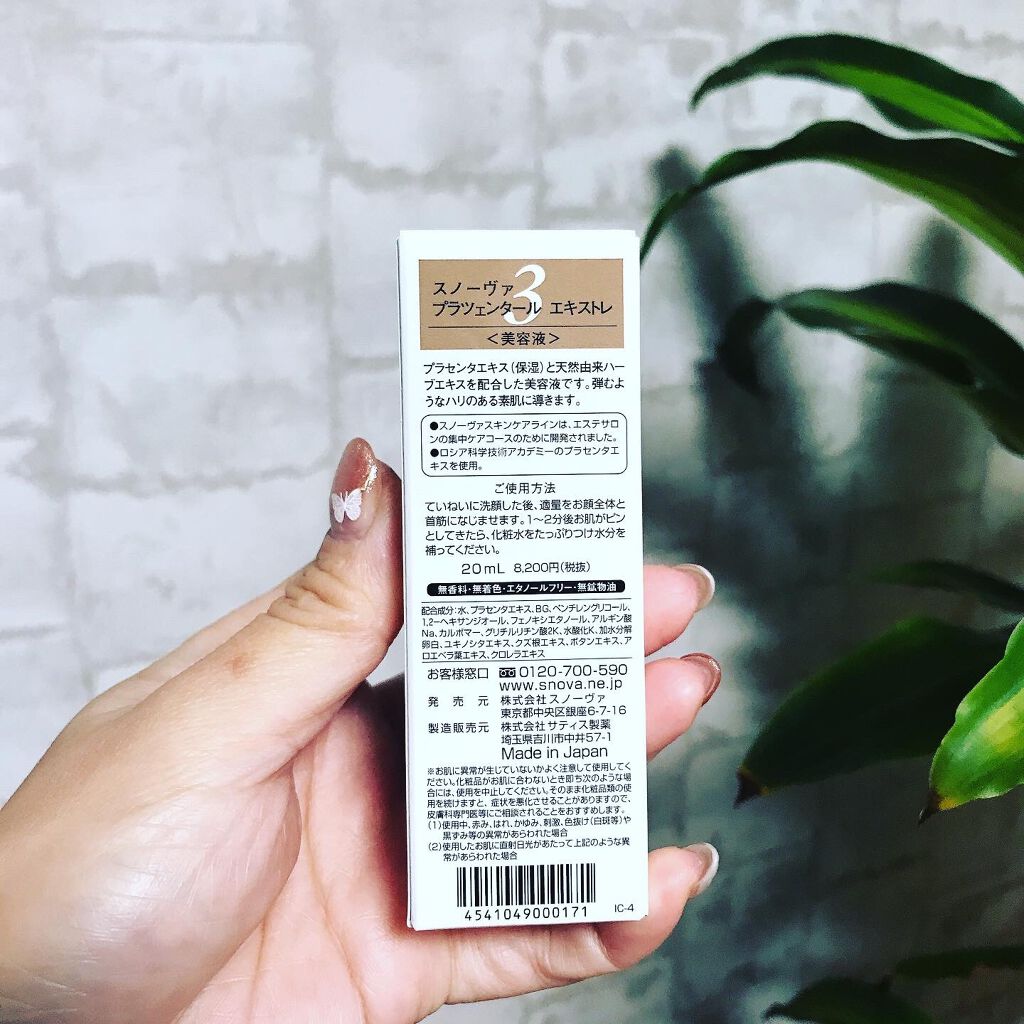 スノーヴァ 3
プラツェンタール エキストレ
＜美容液＞
プラセンタエキス(保湿)と天然由来ハー
ブエキスを配合した美容液です。弾むよ
うなハリのある素肌に導きます。
●スノーヴァスキンケアラインは、エステサロ
ンの集中ケアコースのために開発されました。
●ロシア科学技術アカデミーのプラセンタエ
キスを使用。
ご使用方法
ていねいに洗顔した後、適量をお顔全体と
首筋になじませます。1～2分後お肌がピン
としてきたら、化粧水をたっぷりつけ水分を
補ってください。
20mL 8,200円(税抜)
無香料・無着色・エタノールフリー・無鉱物油
配合成分：水、プラセンタエキス、BG、ペンチレングリコール、
1,2-ヘキサンジオール、フェノキシエタノール、アルギン酸
Na、カルボマー、グリチルリチン酸2K、水酸化K、加水分解
卵白、ユキノシタエキス、クズ根エキス、ボタンエキス、ア
ロエベラ葉エキス、クロレラエキス
お客様窓口 0120-700-590
www.snova.ne.jp
発売元 株式会社 スノーヴァ
東京都中央区銀座6-7-16
製造販売元 株式会社 サティス製薬
埼玉県吉川市中井57-1
Made in Japan
※お肌に異常が生じていないかよく注意して使用してく
ださい。化粧品がお肌に合わないとき即ち次のような場
合には、使用を中止してください。そのまま化粧品類の使
用を続けますと、症状を悪化させることがありますので、
皮膚科専門医等にご相談されることをおすすめします。
(1)使用中、赤み、はれ、かゆみ、刺激、色抜け(白斑等)や
黒ずみ等の異常があらわれた場合
(2)使用したお肌に直射日光があたって上記のような異
常があらわれた場合
4541049000171
IC-4